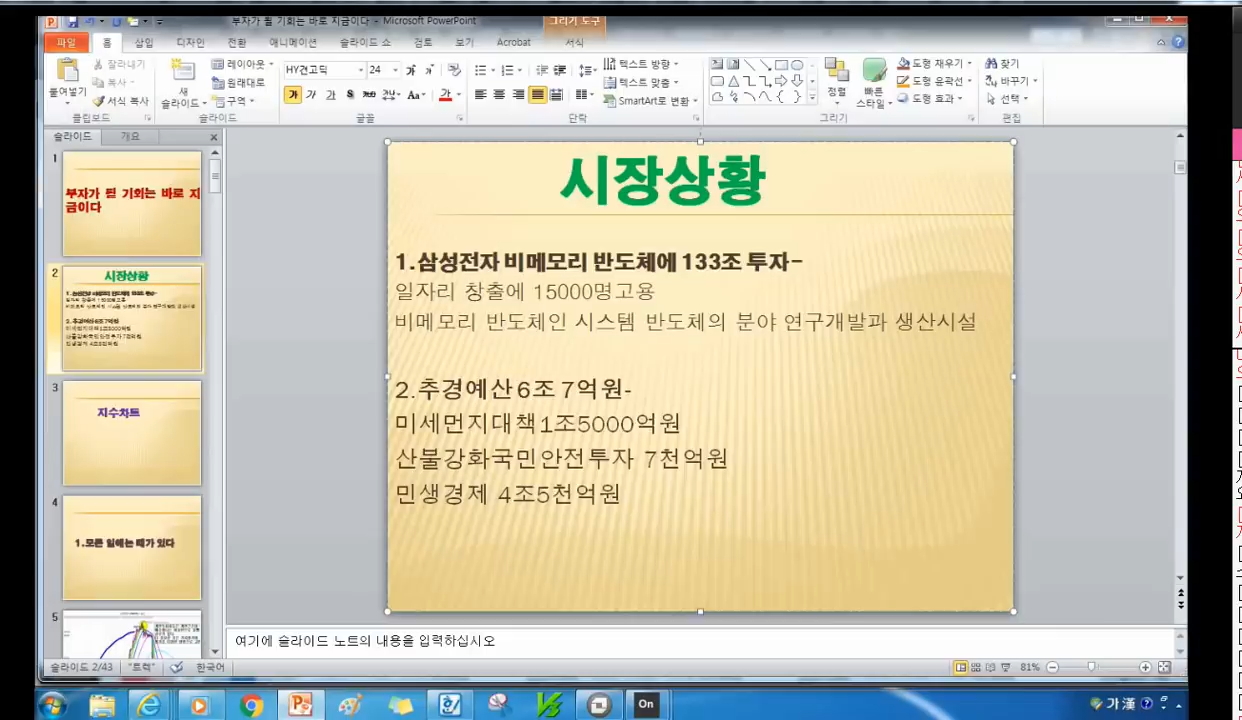 부자가 될 기회는 바로 지금이다 - Microsoft PowerPoint
그리기 도구
파일 홈 삽입 디자인 전환 애니메이션 슬라이드 쇼 검토 보기 Acrobat 서식
붙여넣기 잘라내기 복사 서식 복사
클립보드
새 슬라이드 레이아웃 원래대로 구역
슬라이드
HY견고딕 24
가 가 가 S abc 간 Aa 가
글꼴
텍스트 방향
텍스트 맞춤
SmartArt로 변환
단락
정렬 빠른 스타일
도형 채우기
도형 윤곽선
도형 효과
그리기
찾기
바꾸기
선택
편집
슬라이드 개요
1
부자가 될 기회는 바로 지
금이다
2
시장상황
3
지수차트
4
1.모른 일에는 때가 있다
5
시장상황
1.삼성전자 비메모리 반도체에 133조 투자-
일자리 창출에 15000명고용
비메모리 반도체인 시스템 반도체의 분야 연구개발과 생산시설
2.추경예산 6조 7억원-
미세먼지대책1조5000억원
산불강화국민안전투자 7천억원
민생경제 4조5천억원
여기에 슬라이드 노트의 내용을 입력하십시오
슬라이드 2/43 "트렉" 한국어 81%
On
가 漢